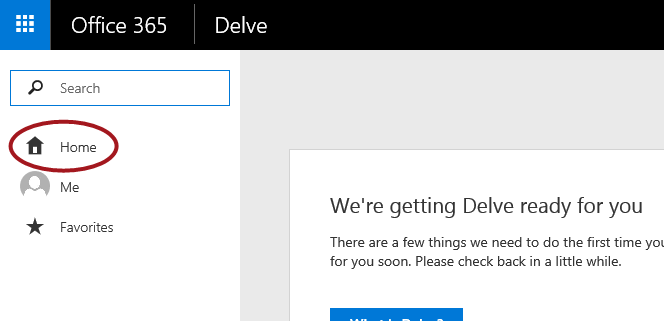 Office 365
Delve
Search
Home
Me
Favorites
We're getting Delve ready for you
There are a few things we need to do the first time you
for you soon. Please check back in a little while.